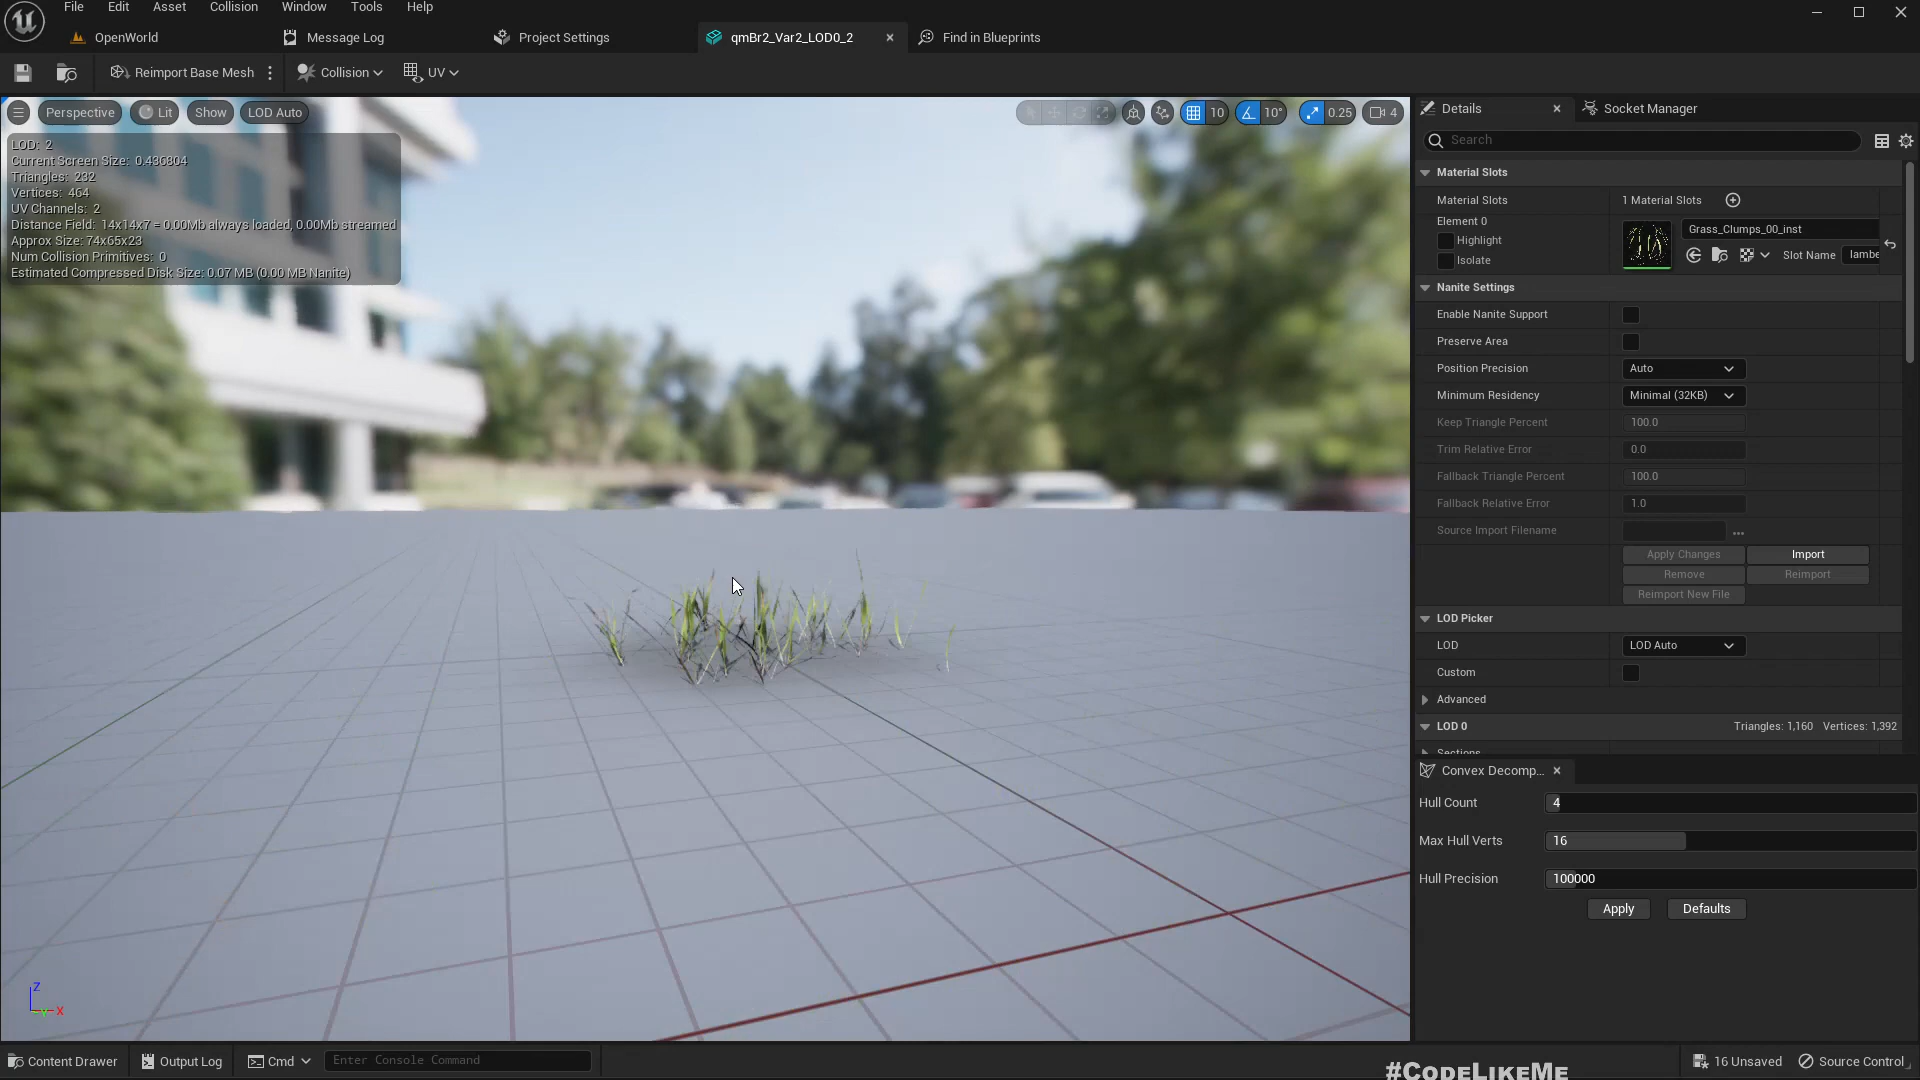 File Edit Asset Collision Window Tools Help
OpenWorld Message Log Project Settings qmBr2_Var2_LOD0_2 Find in Blueprints
Reimport Base Mesh Collision UV
Perspective Lit Show LOD Auto 10 10° 0.25 4
LOD: 2
Current Screen Size: 0.436804
Triangles: 232
Vertices: 464
UV Channels: 2
Distance Field: 14x14x7 = 0.00Mb always loaded, 0.00Mb streamed
Approx Size: 74x65x23
Num Collision Primitives: 0
Estimated Compressed Disk Size: 0.07 MB (0.00 MB Nanite)
Z
X
Details Socket Manager
Search
Material Slots
Material Slots 1 Material Slots
Element 0
Highlight
Isolate
Grass_Clumps_00_inst
Slot Name lambe
Nanite Settings
Enable Nanite Support
Preserve Area
Position Precision Auto
Minimum Residency Minimal (32KB)
Keep Triangle Percent 100.0
Trim Relative Error 0.0
Fallback Triangle Percent 100.0
Fallback Relative Error 1.0
Source Import Filename ...
Apply Changes Import
Remove Reimport
Reimport New File
LOD Picker
LOD LOD Auto
Custom
Advanced
LOD 0 Triangles: 1,160 Vertices: 1,392
Sections
Convex Decomp...
Hull Count 4
Max Hull Verts 16
Hull Precision 100000
Apply Defaults
Content Drawer Output Log Cmd Enter Console Command 16 Unsaved Source Control
#CodeLikeMe